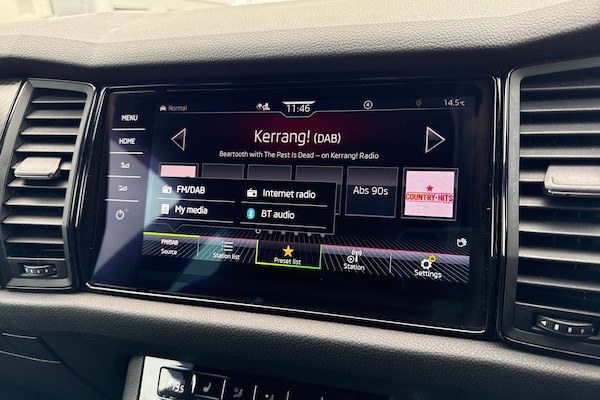 Normal
11:46
14.5°C
MENU
HOME
Kerrang! (DAB)
Beartooth with The Past Is Dead -- on Kerrang! Radio
FM/DAB
Internet radio
My media
BT audio
Abs 90s
COUNTRY HITS
FM/DAB
Source
Station list
Preset list
Station
Settings